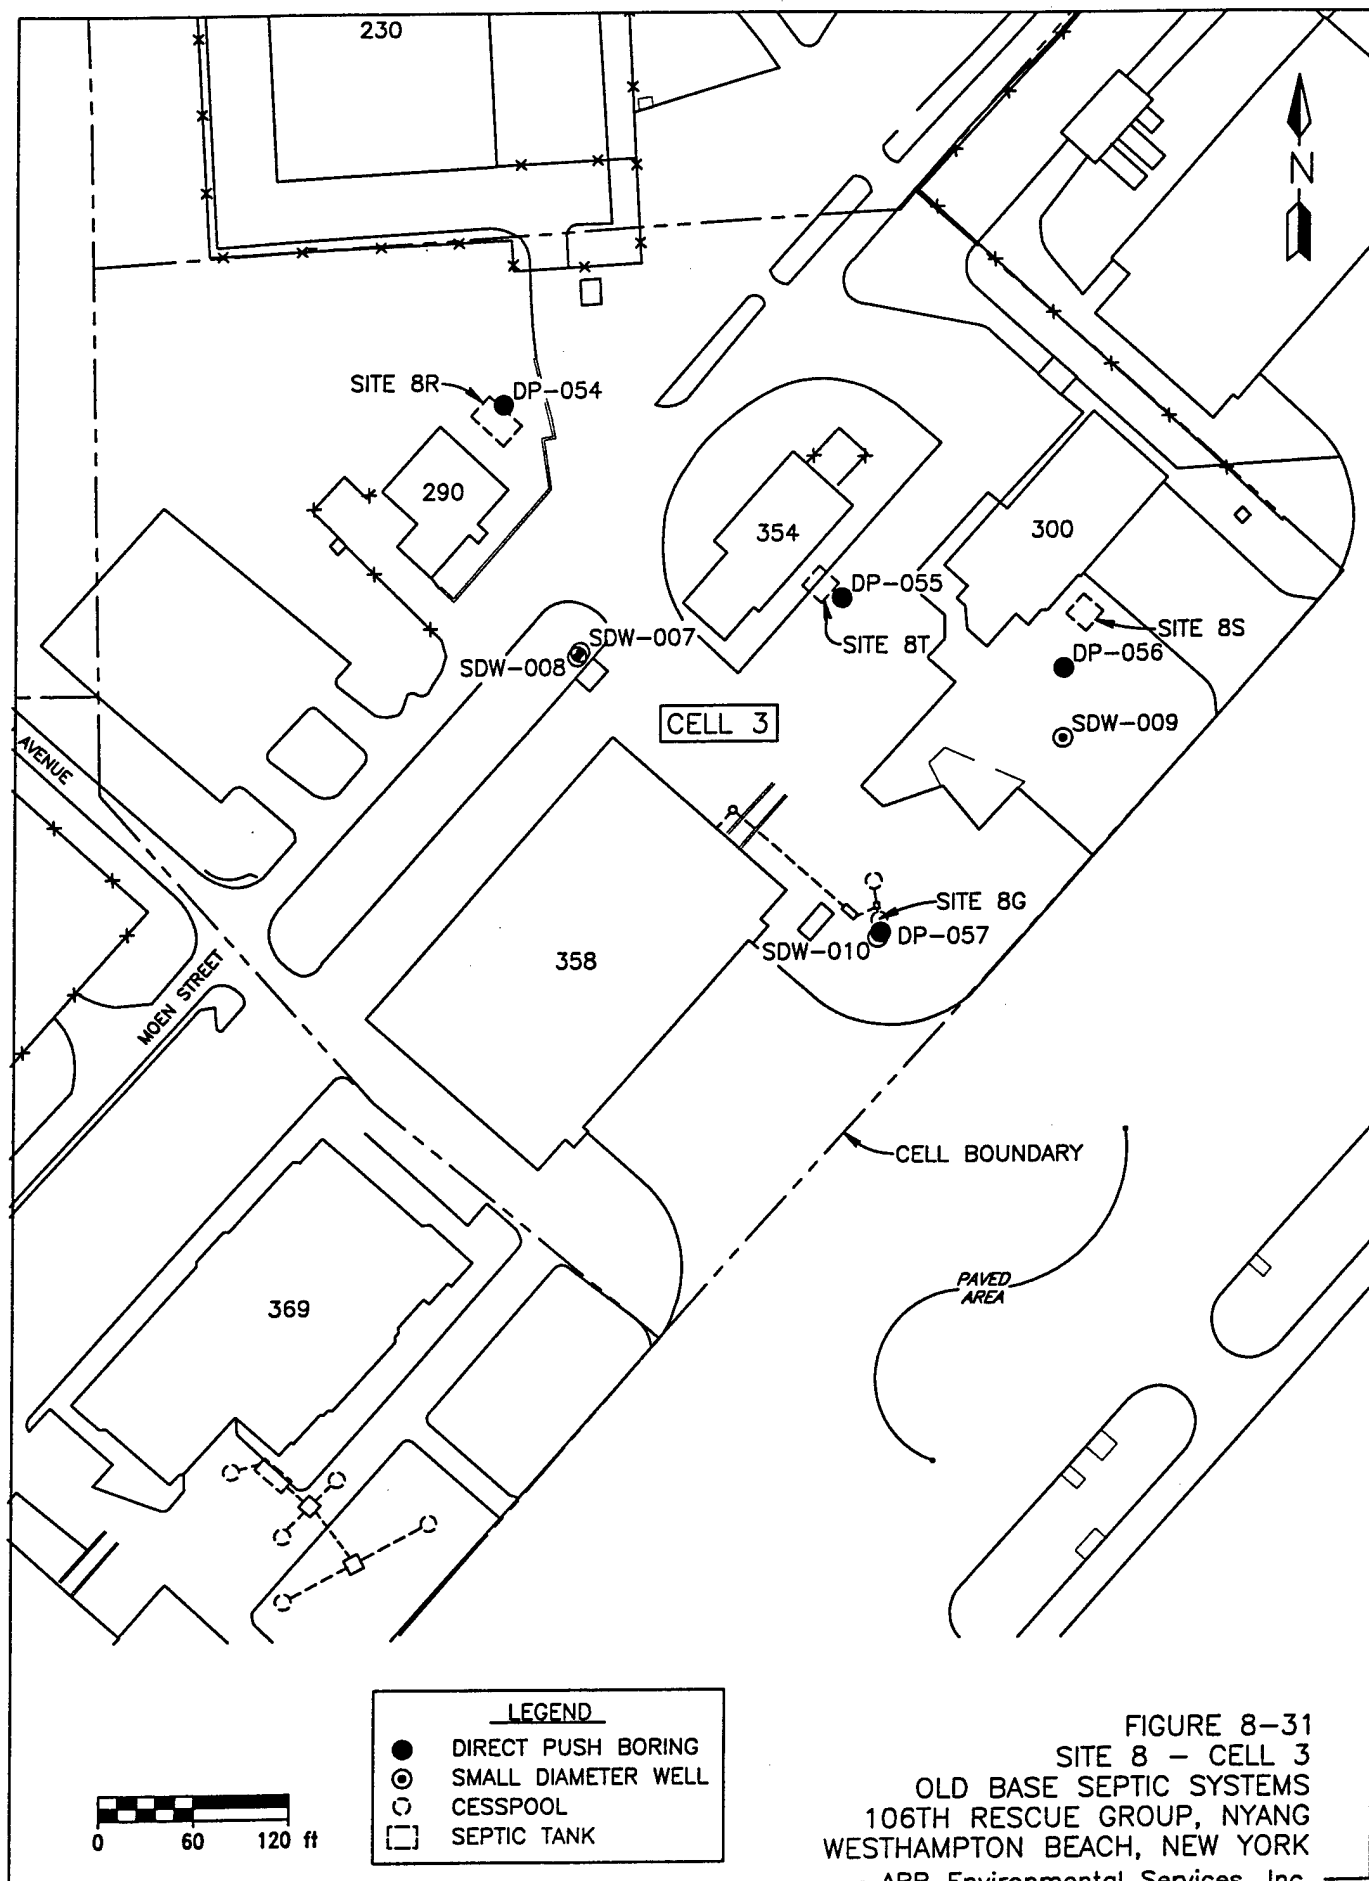 230
N
SITE 8R
DP-054
290
354
300
DP-055
SITE 8T
SITE 8S
DP-056
SDW-007
SDW-008
SDW-009
CELL 3
AVENUE
SITE 8G
DP-057
SDW-010
358
MOEN STREET
CELL BOUNDARY
PAVED
AREA
369
LEGEND
DIRECT PUSH BORING
SMALL DIAMETER WELL
CESSPOOL
SEPTIC TANK
0 60 120 ft
FIGURE 8-31
SITE 8 - CELL 3
OLD BASE SEPTIC SYSTEMS
106TH RESCUE GROUP, NYANG
WESTHAMPTON BEACH, NEW YORK
Environmental Services, Inc.